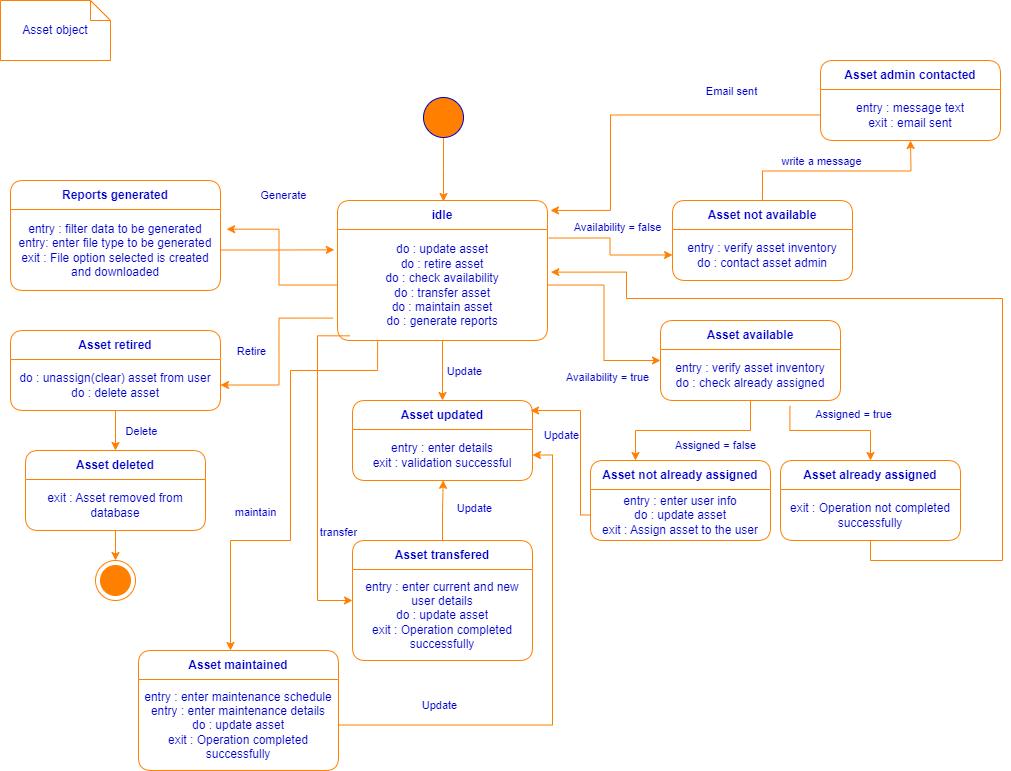 Asset object
Asset admin contacted
entry : message text
exit : email sent
Email sent
write a message
Reports generated
entry : filter data to be generated
entry: enter file type to be generated
exit : File option selected is created
and downloaded
Generate
idle
do : update asset
do : retire asset
do : check availability
do : transfer asset
do : maintain asset
do : generate reports
Availability = false
Asset not available
entry : verify asset inventory
do : contact asset admin
Asset retired
do : unassign(clear) asset from user
do : delete asset
Retire
Update
Availability = true
Asset available
entry : verify asset inventory
do : check already assigned
Assigned = true
Assigned = false
Delete
Asset updated
entry : enter details
exit : validation successful
Update
Asset deleted
exit : Asset removed from
database
Asset not already assigned
entry : enter user info
do : update asset
exit : Assign asset to the user
Asset already assigned
exit : Operation not completed
successfully
maintain
transfer
Update
Asset transfered
entry : enter current and new
user details
do : update asset
exit : Operation completed
successfully
Asset maintained
entry : enter maintenance schedule
entry : enter maintenance details
do : update asset
exit : Operation completed
successfully
Update